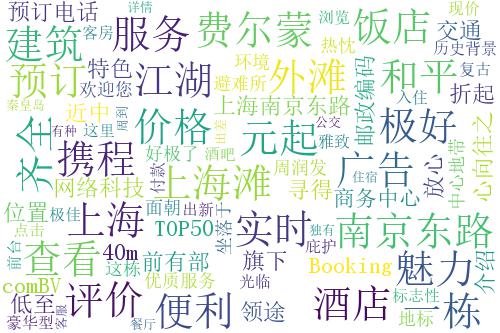 预订电话 服务 费尔蒙 饭店 详情 浏览 现价
建筑 客房 交通 热忱 历史背景
预订 特色 江湖 环境 外滩 和平 复古
欢迎您 避难所 邮政编码 折起
秦皇岛 近中 上海南京东路
齐全 有种 这里 周到 价格 出差 元起 公交 极好 入住 之
携程 好极了 酒吧 雅致 广告 放心 中心地带 心向往
网络科技 付款 上海滩 周润发 住宿
位置 极佳 上海 面朝 出新 寻得 商务中心
点击 TOP50 坐落于 实时 独有 南京东路
前台 查看 40m 前有部 旗下 庇护 魅力 介绍
comBV 这栋 优质服务 光临 Booking 标志性
低至 评价 便利 领途 酒店 地标 栋
豪华型 客服 餐厅